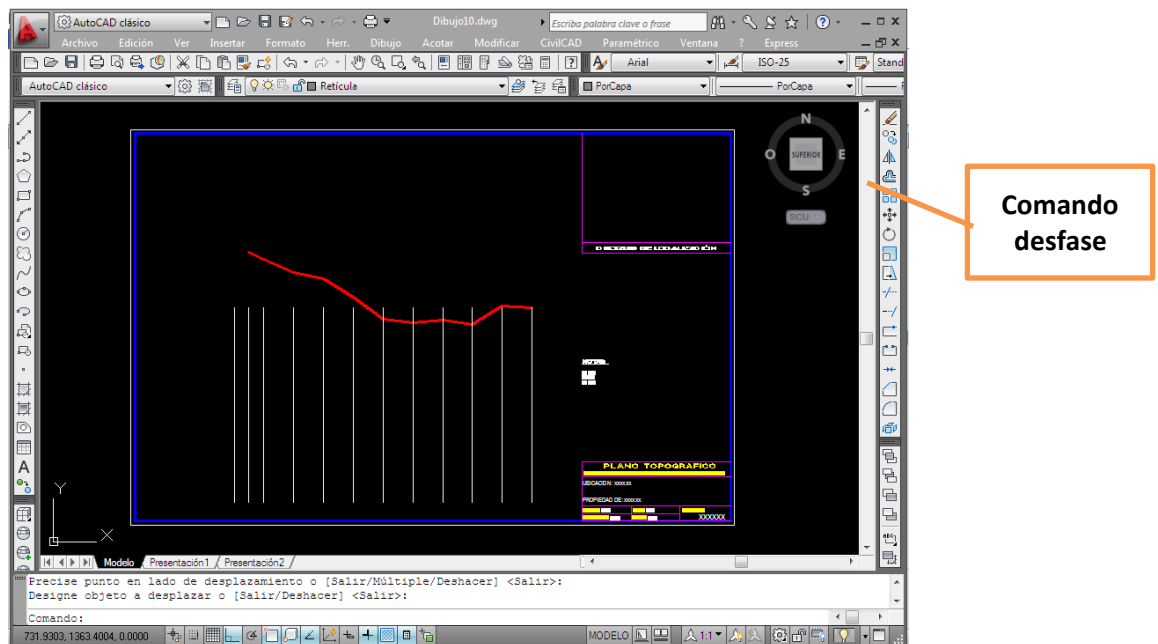 AutoCAD clásico
Dibujo10.dwg
Escriba palabra clave o frase
Archivo Edición Ver Insertar Formato Herr. Dibujo Acotar Modificar CivilCAD Paramétrico Ventana ? Express
Arial
ISO-25
Stand
AutoCAD clásico
Retícula
PorCapa
PorCapa
N
O
SUPERIOR
E
S
SCU
Comando
desfase
NOTAS.
PLANO TOPOGRAFICO
UBICACION: xxxxxx
PROPIEDAD DE: xxxxxx
XXXXXX
Y
X
Modelo Presentación1 Presentación2
Precise punto en lado de desplazamiento o [Salir/Múltiple/Deshacer] <Salir>:
Designe objeto a desplazar o [Salir/Deshacer] <Salir>:
Comando:
731.9303, 1363.4004, 0.0000
MODELO
1:1